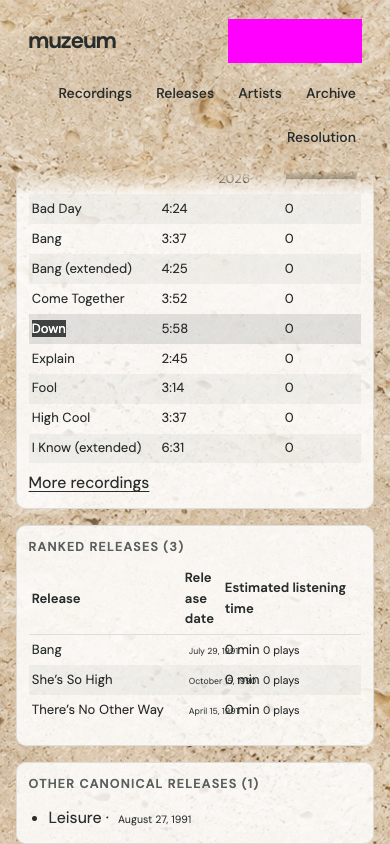 muzeum
Recordings Releases Artists Archive
Resolution
2026
Bad Day 4:24 0
Bang 3:37 0
Bang (extended) 4:25 0
Come Together 3:52 0
Down 5:58 0
Explain 2:45 0
Fool 3:14 0
High Cool 3:37 0
I Know (extended) 6:31 0
More recordings
RANKED RELEASES (3)
Release Rele
ase
date Estimated listening
time
Bang July 29, 0 min 0 plays
She’s So High October 0 min 0 plays
There’s No Other Way April 15, 0 min 0 plays
OTHER CANONICAL RELEASES (1)
• Leisure · August 27, 1991